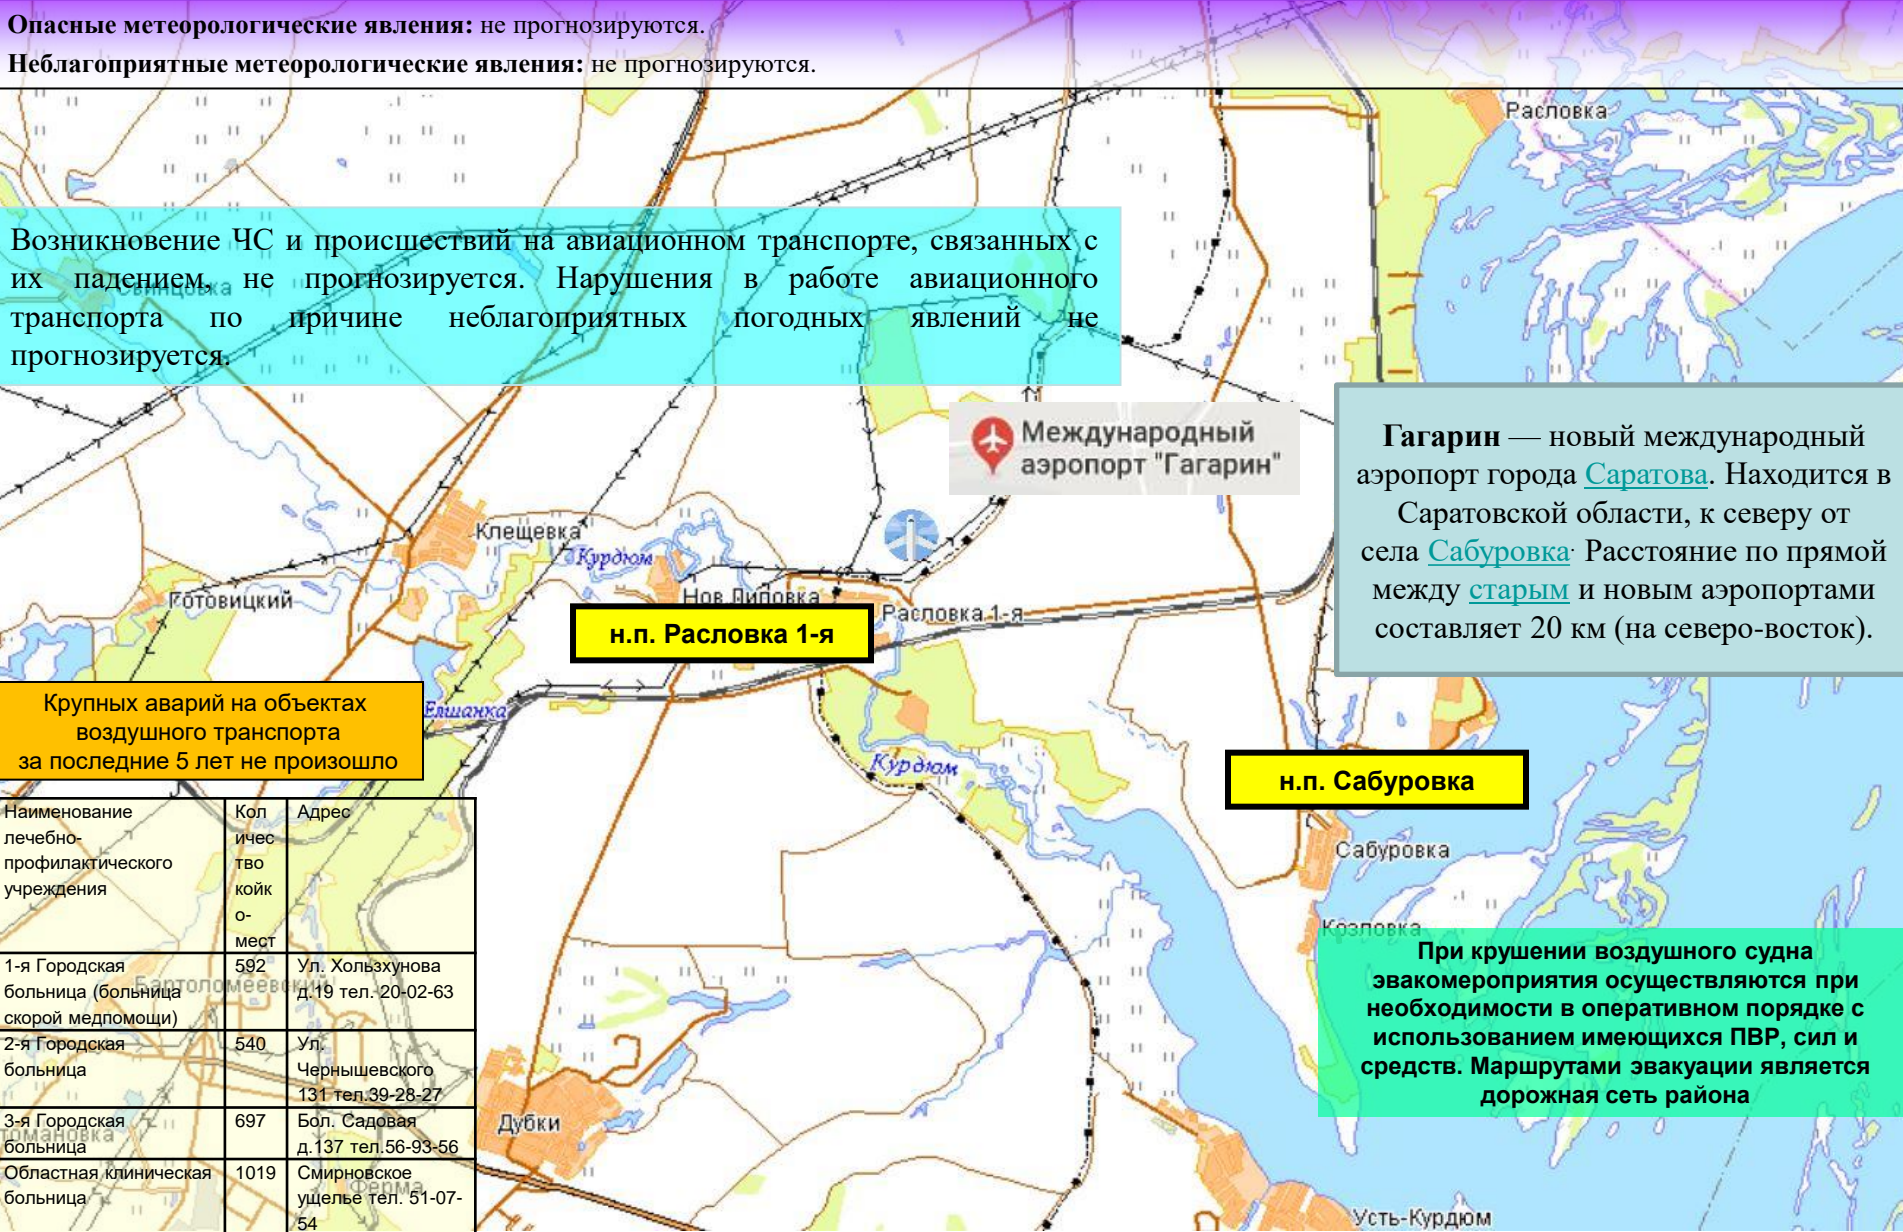 Опасные метеорологические явления: не прогнозируются.
Неблагоприятные метеорологические явления: не прогнозируются.
Расловка
Возникновение ЧС и происшествий на авиационном транспорте, связанных с
их падением, не прогнозируется. Нарушения в работе авиационного
транспорта по причине неблагоприятных погодных явлений не
прогнозируется.
Свинцовка
Международный
аэропорт "Гагарин"
Гагарин — новый международный
аэропорт города Саратова. Находится в
Саратовской области, к северу от
села Сабуровка. Расстояние по прямой
между старым и новым аэропортами
составляет 20 км (на северо-восток).
Клещевка
Курдюм
Готовицкий
Нов.Липовка
Расловка 1-я
н.п. Расловка 1-я
Крупных аварий на объектах
воздушного транспорта
за последние 5 лет не произошло
Елшанка
Курдюм
н.п. Сабуровка
Сабуровка
Козловка
При крушении воздушного судна
эвакомероприятия осуществляются при
необходимости в оперативном порядке с
использованием имеющихся ПВР, сил и
средств. Маршрутами эвакуации является
дорожная сеть района
Наименование
лечебно-
профилактического
учреждения
Кол
ичес
тво
койк
о-
мест
Адрес
1-я Городская
больница (больница
скорой медпомощи)
592
Ул. Хользхунова
д.19 тел. 20-02-63
2-я Городская
больница
540
Ул.
Чернышевского
131 тел.39-28-27
3-я Городская
больница
697
Бол. Садовая
д.137 тел.56-93-56
Областная клиническая
больница
1019
Смирновское
ущелье тел. 51-07-
54
Ферма
Дубки
Усть-Курдюм